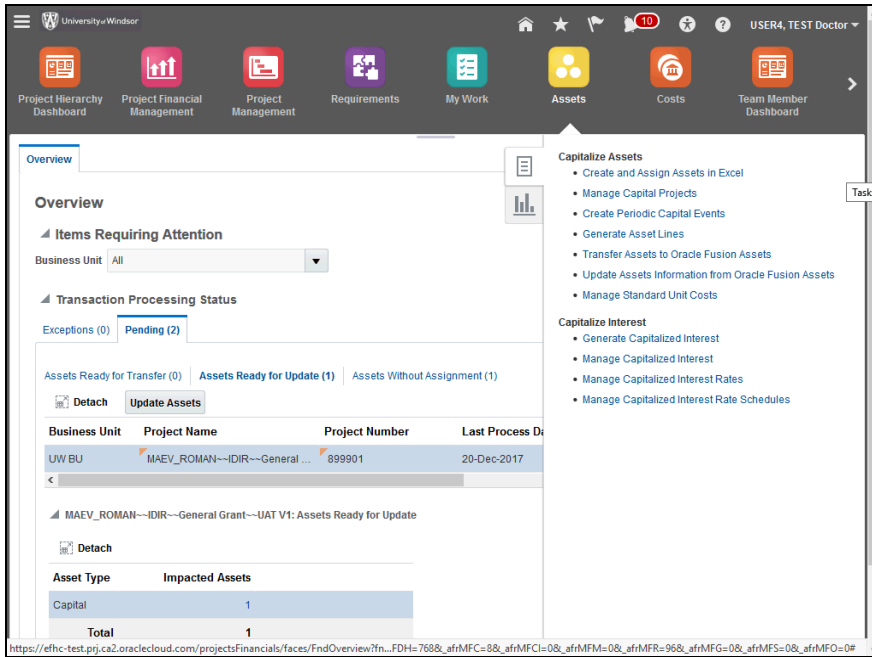 University of Windsor
10
?
USER4, TEST Doctor
Project Hierarchy Dashboard
Project Financial Management
Project Management
Requirements
My Work
Assets
Costs
Team Member Dashboard
Overview
Overview
Items Requiring Attention
Business Unit All
Transaction Processing Status
Exceptions (0) Pending (2)
Assets Ready for Transfer (0) Assets Ready for Update (1) Assets Without Assignment (1)
Detach Update Assets
Business Unit Project Name Project Number Last Process Da
UW BU MAEV_ROMAN~~IDIR~~General ... 899901 20-Dec-2017
MAEV_ROMAN~~IDIR~~General Grant~~UAT V1: Assets Ready for Update
Detach
Asset Type Impacted Assets
Capital 1
Total 1
Capitalize Assets
• Create and Assign Assets in Excel
• Manage Capital Projects
• Create Periodic Capital Events
• Generate Asset Lines
• Transfer Assets to Oracle Fusion Assets
• Update Assets Information from Oracle Fusion Assets
• Manage Standard Unit Costs
Capitalize Interest
• Generate Capitalized Interest
• Manage Capitalized Interest
• Manage Capitalized Interest Rates
• Manage Capitalized Interest Rate Schedules
Task
https://efhc-test.prj.ca2.oraclecloud.com/projectsFinancials/faces/FndOverview?fn...FDH=768&_afrMFC=8&_afrMFCI=0&_afrMFM=0&_afrMFR=96&_afrMFG=0&_afrMFS=0&_afrMFO=0#